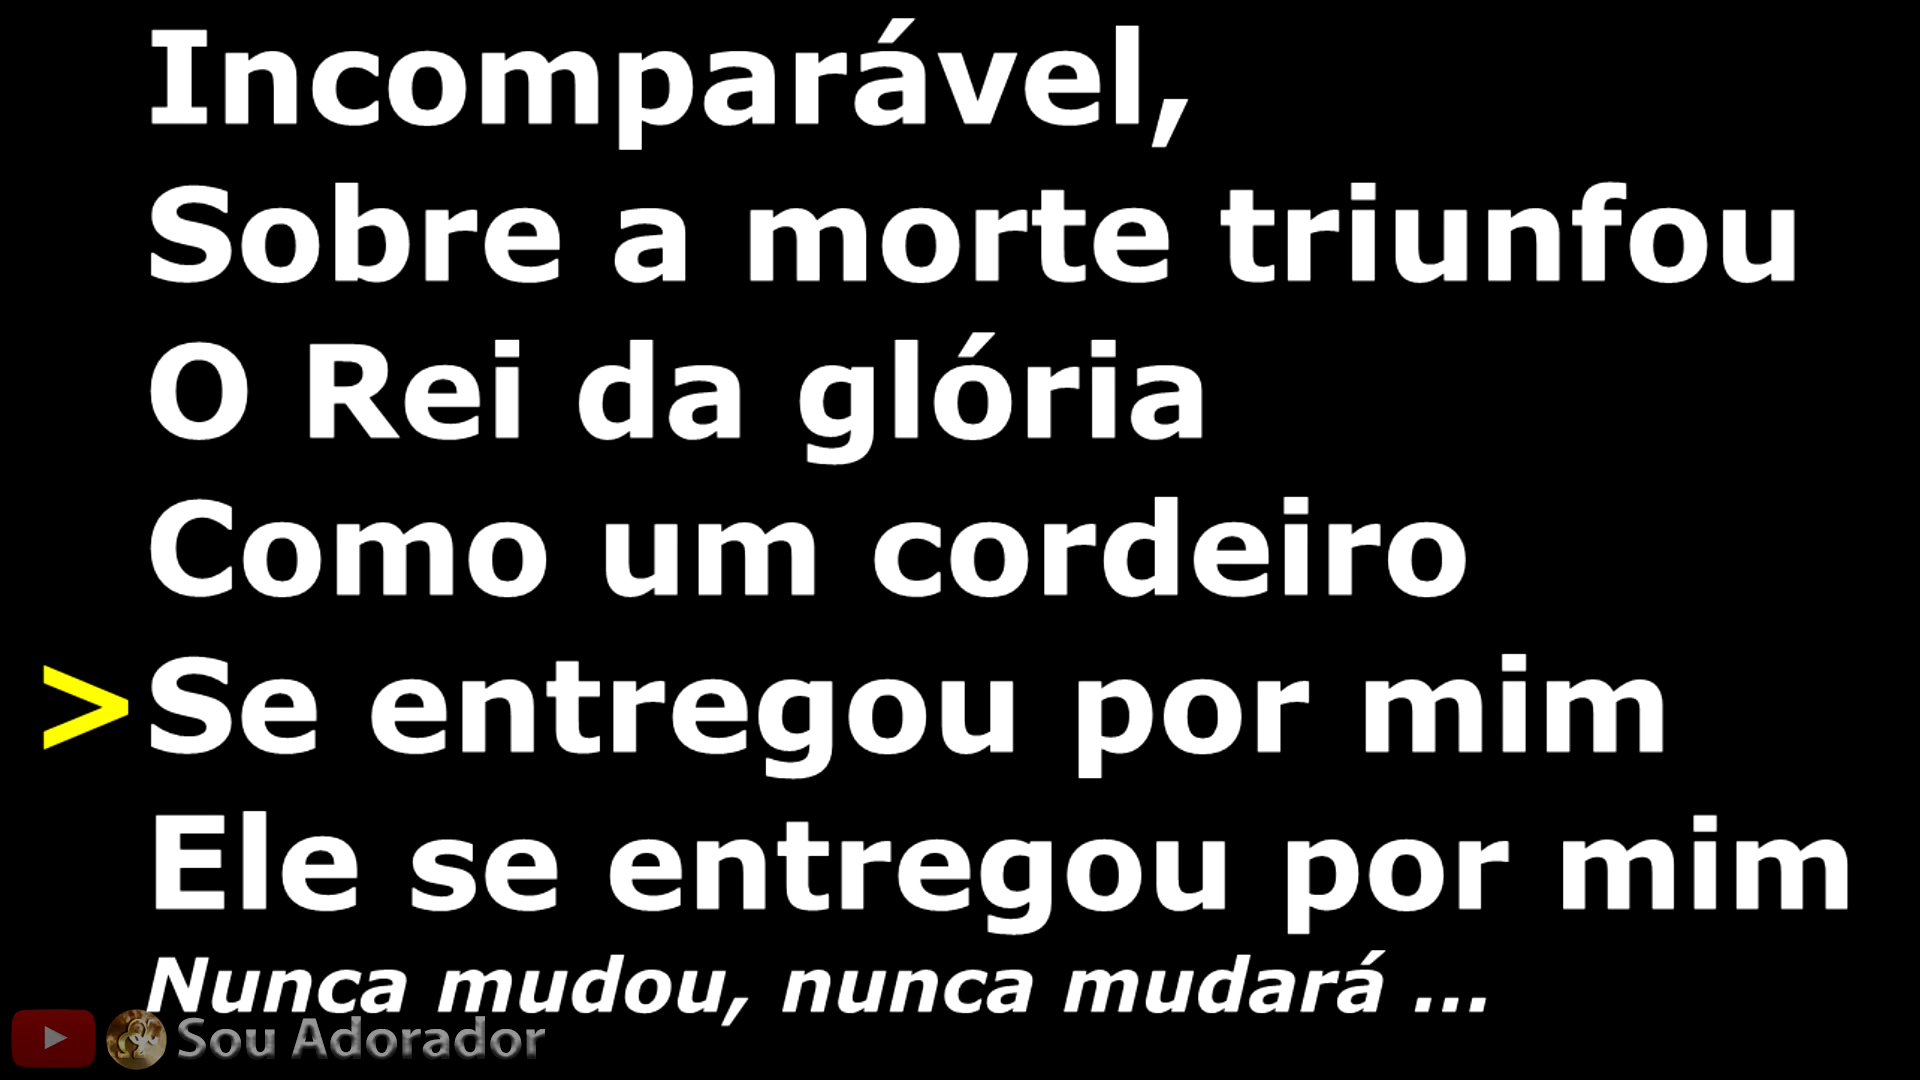 Incomparável,
Sobre a morte triunfou
O Rei da glória
Como um cordeiro
>Se entregou por mim
Ele se entregou por mim
Nunca mudou, nunca mudará ...
Sou Adorador